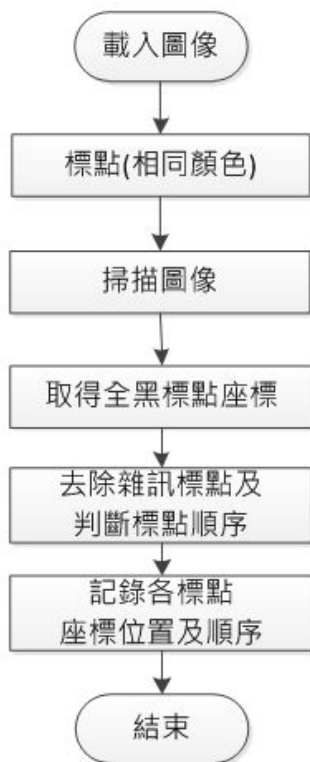 載入圖像
標點(相同顏色)
掃描圖像
取得全黑標點座標
去除雜訊標點及
判斷標點順序
記錄各標點
座標位置及順序
結束